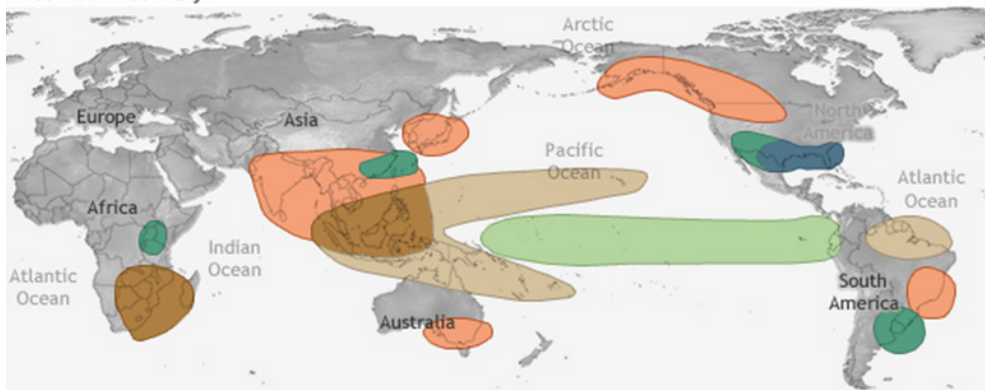 Arctic
Ocean
Europe
Asia
North
America
Pacific
Ocean
Atlantic
Ocean
Africa
Indian
Ocean
Atlantic
Ocean
South
America
Australia